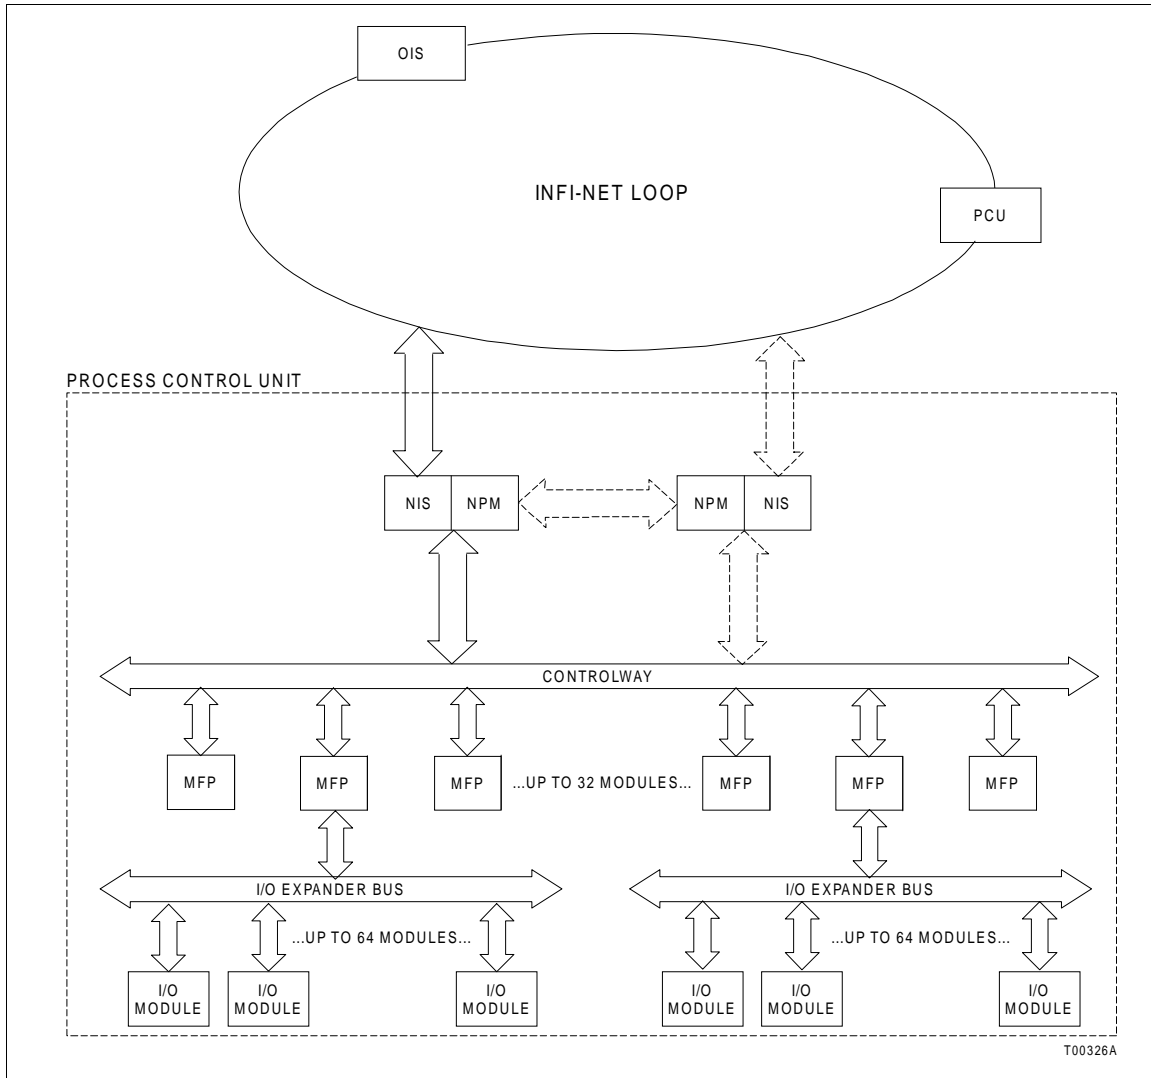 OIS
INFI-NET LOOP
PCU
PROCESS CONTROL UNIT
NIS NPM NPM NIS
CONTROLWAY
MFP MFP MFP ...UP TO 32 MODULES... MFP MFP MFP
I/O EXPANDER BUS I/O EXPANDER BUS
...UP TO 64 MODULES... ...UP TO 64 MODULES...
I/O I/O I/O I/O I/O I/O
MODULE MODULE MODULE MODULE MODULE MODULE
T00326A